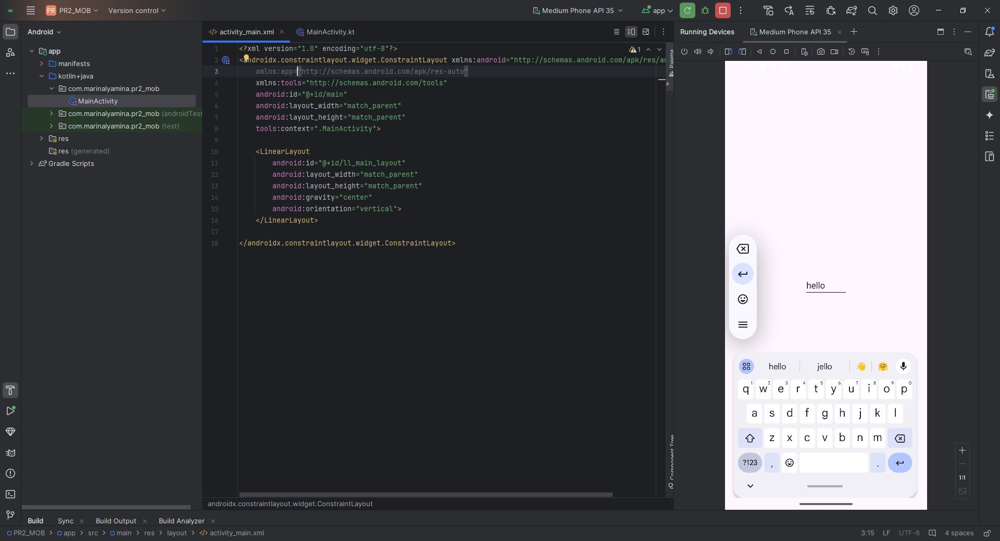 PR PR2_MOB Version control Medium Phone API 35 app
Android
app
manifests
kotlin+java
com.marinalyamina.pr2_mob
MainActivity
com.marinalyamina.pr2_mob (androidTest
com.marinalyamina.pr2_mob (test)
res
res (generated)
Gradle Scripts
activity_main.xml MainActivity.kt
1 <?xml version="1.0" encoding="utf-8"?>
2 <androidx.constraintlayout.widget.ConstraintLayout xmlns:android="http://schemas.android.com/apk/res/an
3 xmlns:app="http://schemas.android.com/apk/res-auto"
4 xmlns:tools="http://schemas.android.com/tools"
5 android:id="@+id/main"
6 android:layout_width="match_parent"
7 android:layout_height="match_parent"
8 tools:context=".MainActivity">
9
10 <LinearLayout
11 android:id="@+id/ll_main_layout"
12 android:layout_width="match_parent"
13 android:layout_height="match_parent"
14 android:gravity="center"
15 android:orientation="vertical">
16 </LinearLayout>
17
18 </androidx.constraintlayout.widget.ConstraintLayout>
1
Palette
Component Tree
androidx.constraintlayout.widget.ConstraintLayout
Running Devices Medium Phone API 35
hello
hello jello
q1 w2 e3 r4 t5 y6 u7 i8 o9 p0
a s d f g h j k l
z x c v b n m
?123 , .
1:1
Build Sync Build Output Build Analyzer
PR2_MOB > app > src > main > res > layout > activity_main.xml
3:15 LF UTF-8 4 spaces